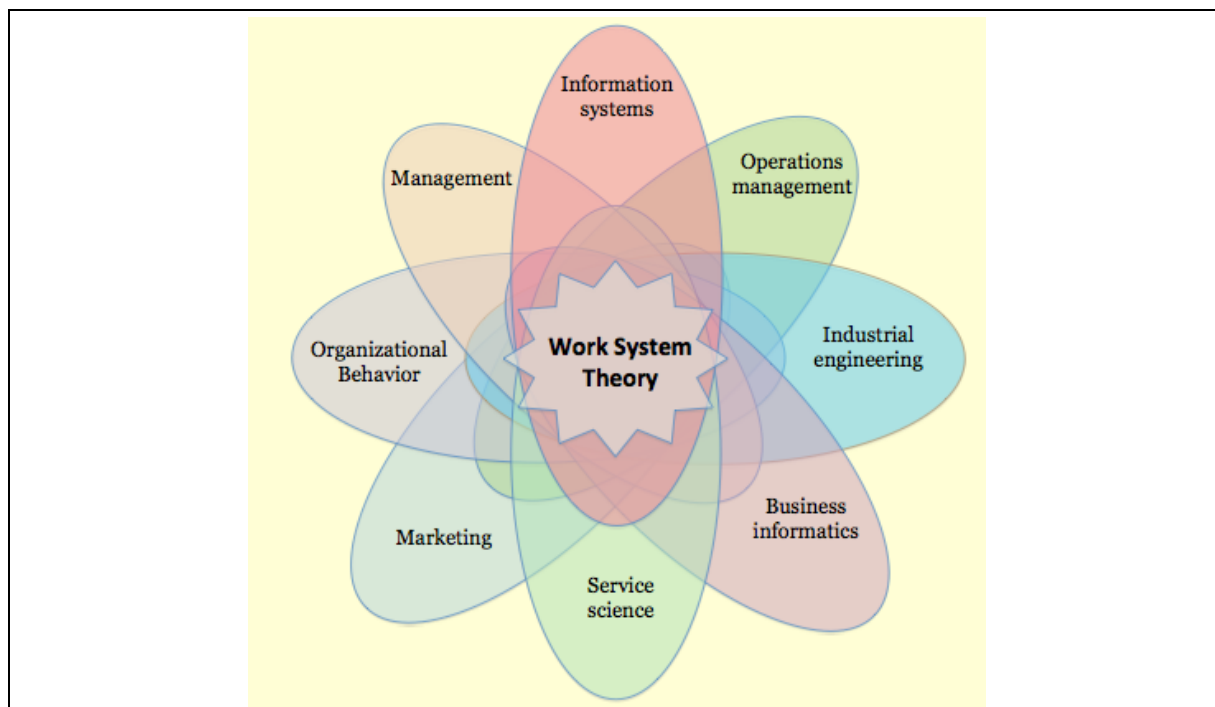 Information
systems
Operations
management
Management
Industrial
engineering
Work System
Theory
Organizational
Behavior
Business
informatics
Marketing
Service
science